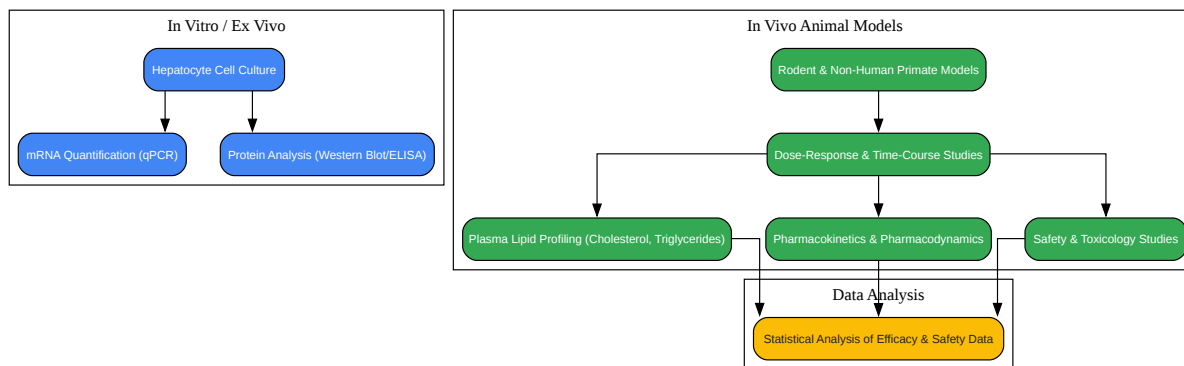 In Vitro / Ex Vivo
Hepatocyte Cell Culture
mRNA Quantification (qPCR)
Protein Analysis (Western Blot/ELISA)
In Vivo Animal Models
Rodent & Non-Human Primate Models
Dose-Response & Time-Course Studies
Plasma Lipid Profiling (Cholesterol, Triglycerides)
Pharmacokinetics & Pharmacodynamics
Safety & Toxicology Studies
Data Analysis
Statistical Analysis of Efficacy & Safety Data